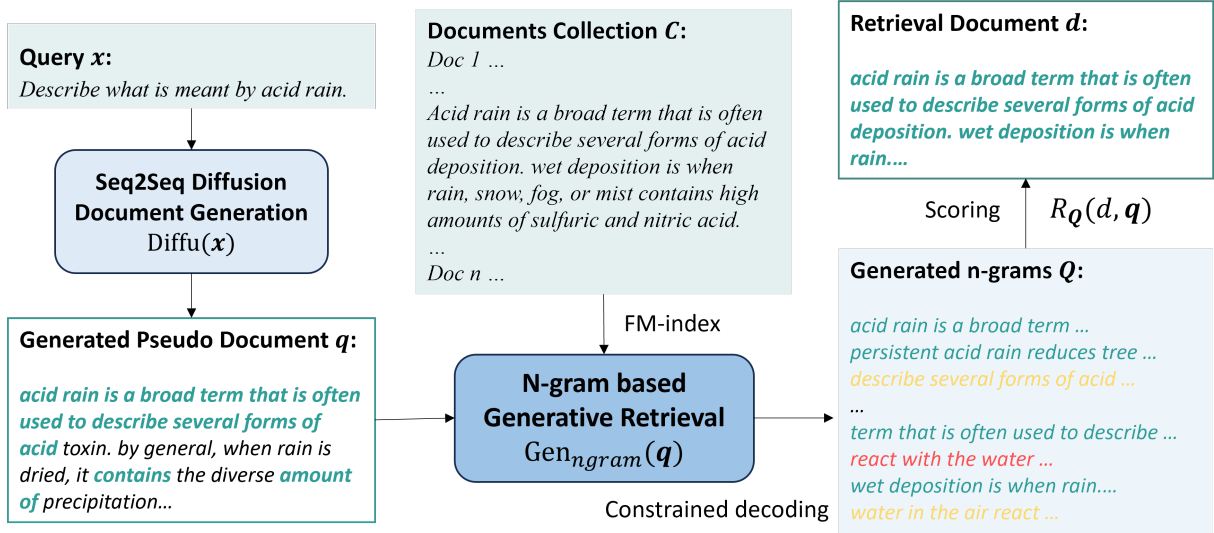 Query x:
Describe what is meant by acid rain.
Seq2Seq Diffusion
Document Generation
Diffu(x)
Generated Pseudo Document q:
acid rain is a broad term that is often
used to describe several forms of
acid toxin. by general, when rain is
dried, it contains the diverse amount
of precipitation…
Documents Collection C:
Doc 1 …
…
Acid rain is a broad term that is often
used to describe several forms of acid
deposition. wet deposition is when
rain, snow, fog, or mist contains high
amounts of sulfuric and nitric acid.
…
Doc n …
FM-index
N-gram based
Generative Retrieval
Gen_ngram(q)
Constrained decoding
Retrieval Document d:
acid rain is a broad term that is often
used to describe several forms of acid
deposition. wet deposition is when
rain.…
Scoring R_Q(d, q)
Generated n-grams Q:
acid rain is a broad term …
persistent acid rain reduces tree …
describe several forms of acid …
…
term that is often used to describe …
react with the water …
wet deposition is when rain.…
water in the air react …